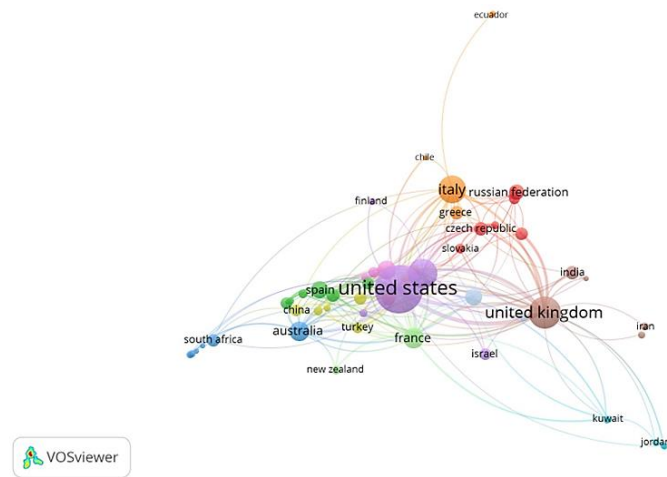 ecuador
chile
italy
russian federation
finland
greece
czech republic
slovakia
india
spain
united states
china
united kingdom
australia
turkey
iran
south africa
france
israel
new zealand
kuwait
jordan
VOSviewer